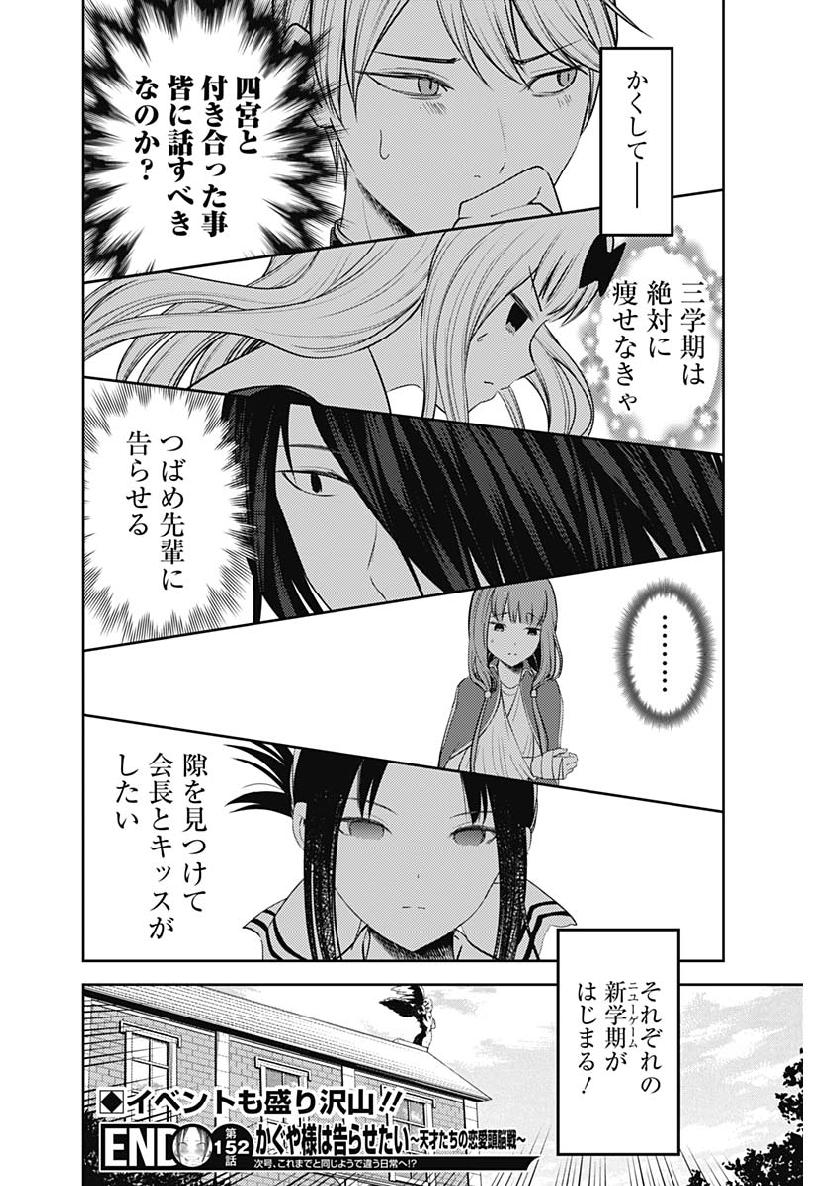 かくして―
四宮と
付き合った事
皆に話すべき
なのか？
三学期は
絶対に
痩せなきゃ
つばめ先輩に
告らせる
………
隙を見つけて
会長とキッスが
したい
それぞれの
新学期が
ニューゲーム
はじまる！
◆イベントも盛り沢山!!
END 第152話 かぐや様は告らせたい～天才たちの恋愛頭脳戦～
次号、これまでと同じようで違う日常へ!?